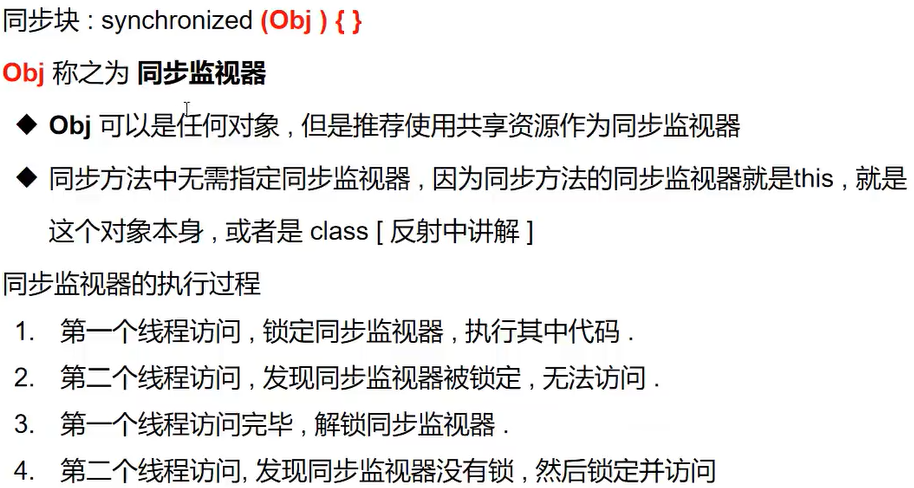 同步块 : synchronized (Obj ) { }
Obj 称之为 同步监视器
◆ Obj 可以是任何对象 , 但是推荐使用共享资源作为同步监视器
◆ 同步方法中无需指定同步监视器 , 因为同步方法的同步监视器就是this , 就是
这个对象本身 , 或者是 class [ 反射中讲解 ]
同步监视器的执行过程
1. 第一个线程访问 , 锁定同步监视器 , 执行其中代码 .
2. 第二个线程访问 , 发现同步监视器被锁定 , 无法访问 .
3. 第一个线程访问完毕 , 解锁同步监视器 .
4. 第二个线程访问, 发现同步监视器没有锁 , 然后锁定并访问